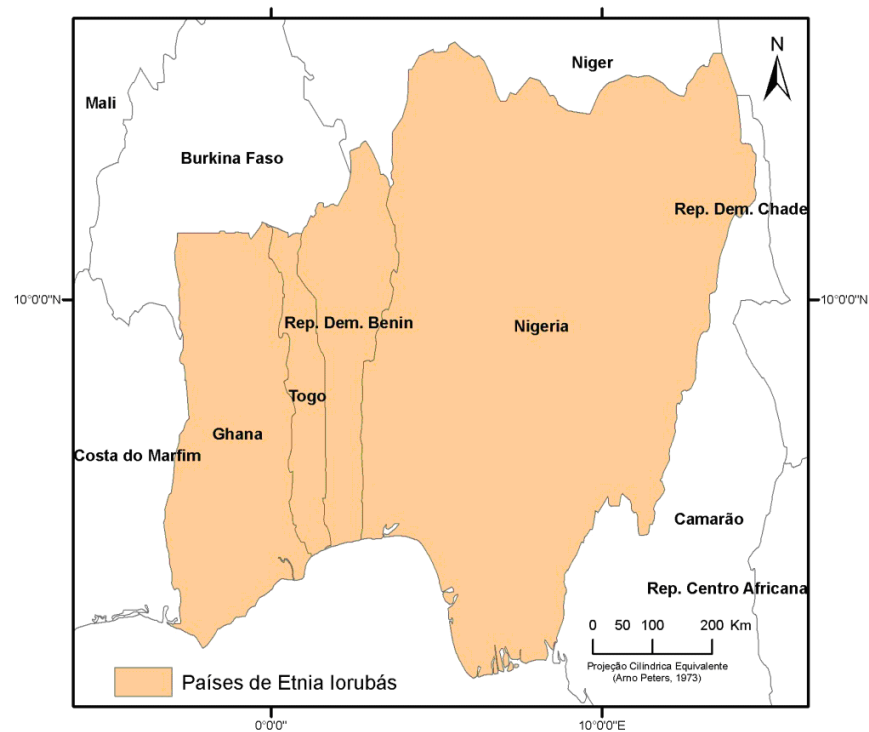 N
Niger
Mali
Burkina Faso
Rep. Dem. Chade
10°0'0"N
10°0'0"N
Rep. Dem. Benin
Nigeria
Togo
Ghana
Costa do Marfim
Camarão
Rep. Centro Africana
0 50 100 200 Km
Projeção Cilíndrica Equivalente
(Arno Peters, 1973)
Países de Etnia Iorubás
0°0'0"
10°0'0"E